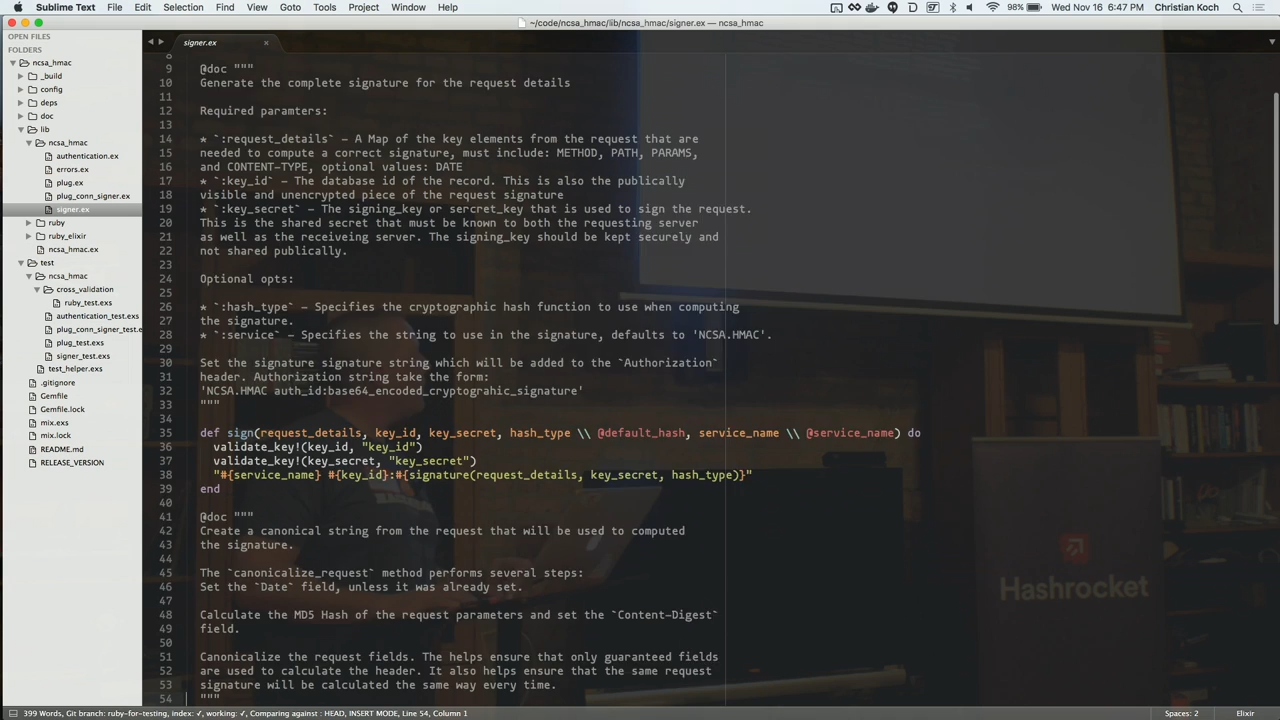 Sublime Text File Edit Selection Find View Goto Tools Project Window Help
98% Wed Nov 16 6:47 PM Christian Koch
~/code/ncsa_hmac/lib/ncsa_hmac/signer.ex — ncsa_hmac
OPEN FILES
FOLDERS
ncsa_hmac
_build
config
deps
doc
lib
ncsa_hmac
authentication.ex
errors.ex
plug.ex
plug_conn_signer.ex
signer.ex
ruby
ruby_elixir
ncsa_hmac.ex
test
ncsa_hmac
cross_validation
ruby_test.exs
authentication_test.exs
plug_conn_signer_test.e
plug_test.exs
signer_test.exs
test_helper.exs
.gitignore
Gemfile
Gemfile.lock
mix.exs
mix.lock
README.md
RELEASE_VERSION
signer.ex ×
8
9 @doc """
10 Generate the complete signature for the request details
11
12 Required paramters:
13
14 * `:request_details` – A Map of the key elements from the request that are
15 needed to compute a correct signature, must include: METHOD, PATH, PARAMS,
16 and CONTENT-TYPE, optional values: DATE
17 * `:key_id` – The database id of the record. This is also the publically
18 visible and unencrypted piece of the request signature
19 * `:key_secret` – The signing_key or sercret_key that is used to sign the request.
20 This is the shared secret that must be known to both the requesting server
21 as well as the receiveing server. The signing_key should be kept securely and
22 not shared publically.
23
24 Optional opts:
25
26 * `:hash_type` – Specifies the cryptographic hash function to use when computing
27 the signature.
28 * `:service` – Specifies the string to use in the signature, defaults to 'NCSA.HMAC'.
29
30 Set the signature signature string which will be added to the `Authorization`
31 header. Authorization string take the form:
32 'NCSA.HMAC auth_id:base64_encoded_cryptograhic_signature'
33 """
34
35 def sign(request_details, key_id, key_secret, hash_type \\ @default_hash, service_name \\ @service_name) do
36 validate_key!(key_id, "key_id")
37 validate_key!(key_secret, "key_secret")
38 "#{service_name} #{key_id}:#{signature(request_details, key_secret, hash_type)}"
39 end
40
41 @doc """
42 Create a canonical string from the request that will be used to computed
43 the signature.
44
45 The `canonicalize_request` method performs several steps:
46 Set the `Date` field, unless it was already set.
47
48 Calculate the MD5 Hash of the request parameters and set the `Content-Digest`
49 field.
50
51 Canonicalize the request fields. The helps ensure that only guaranteed fields
52 are used to calculate the header. It also helps ensure that the same request
53 signature will be calculated the same way every time.
54 """
Hashrocket
399 Words, Git branch: ruby-for-testing, index: ✓, working: ✓, Comparing against : HEAD, INSERT MODE, Line 54, Column 1 Spaces: 2 Elixir